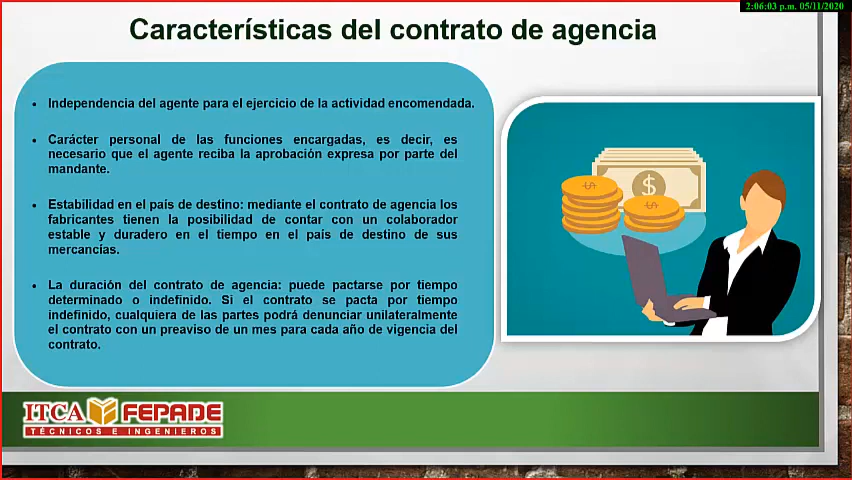 2:06:03 p.m. 05/11/2020
Características del contrato de agencia
• Independencia del agente para el ejercicio de la actividad encomendada.
• Carácter personal de las funciones encargadas, es decir, es
necesario que el agente reciba la aprobación expresa por parte del
mandante.
• Estabilidad en el país de destino: mediante el contrato de agencia los
fabricantes tienen la posibilidad de contar con un colaborador
estable y duradero en el tiempo en el país de destino de sus
mercancías.
• La duración del contrato de agencia: puede pactarse por tiempo
determinado o indefinido. Si el contrato se pacta por tiempo
indefinido, cualquiera de las partes podrá denunciar unilateralmente
el contrato con un preaviso de un mes para cada año de vigencia del
contrato.
$
$
$
ITCA FEPADE
TÉCNICOS E INGENIEROS